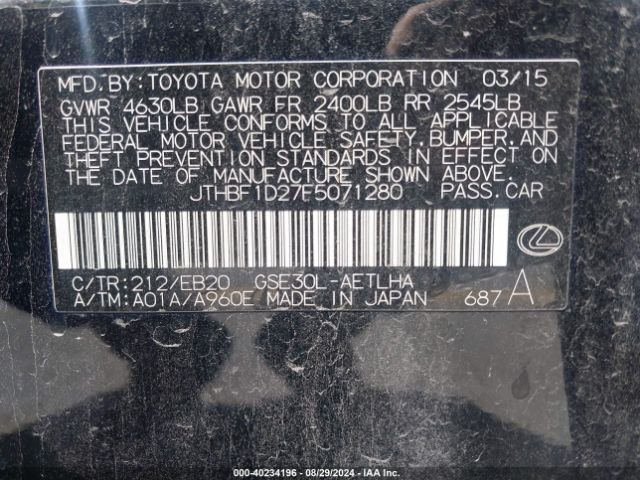 MFD.BY:TOYOTA MOTOR CORPORATION 03/15
GVWR 4630LB GAWR FR 2400LB RR 2545LB
THIS VEHICLE CONFORMS TO ALL APPLICABLE
FEDERAL MOTOR VEHICLE SAFETY,BUMPER,AND
THEFT PREVENTION STANDARDS IN EFFECT ON
THE DATE OF MANUFACTURE SHOWN ABOVE.
JTHBF1D27F5071280 PASS.CAR
C/TR:212/EB20 GSE30L-AETLHA
A/TM:A01A/A960E MADE IN JAPAN 687A
000-40234196 - 08/29/2024 - IAA Inc.